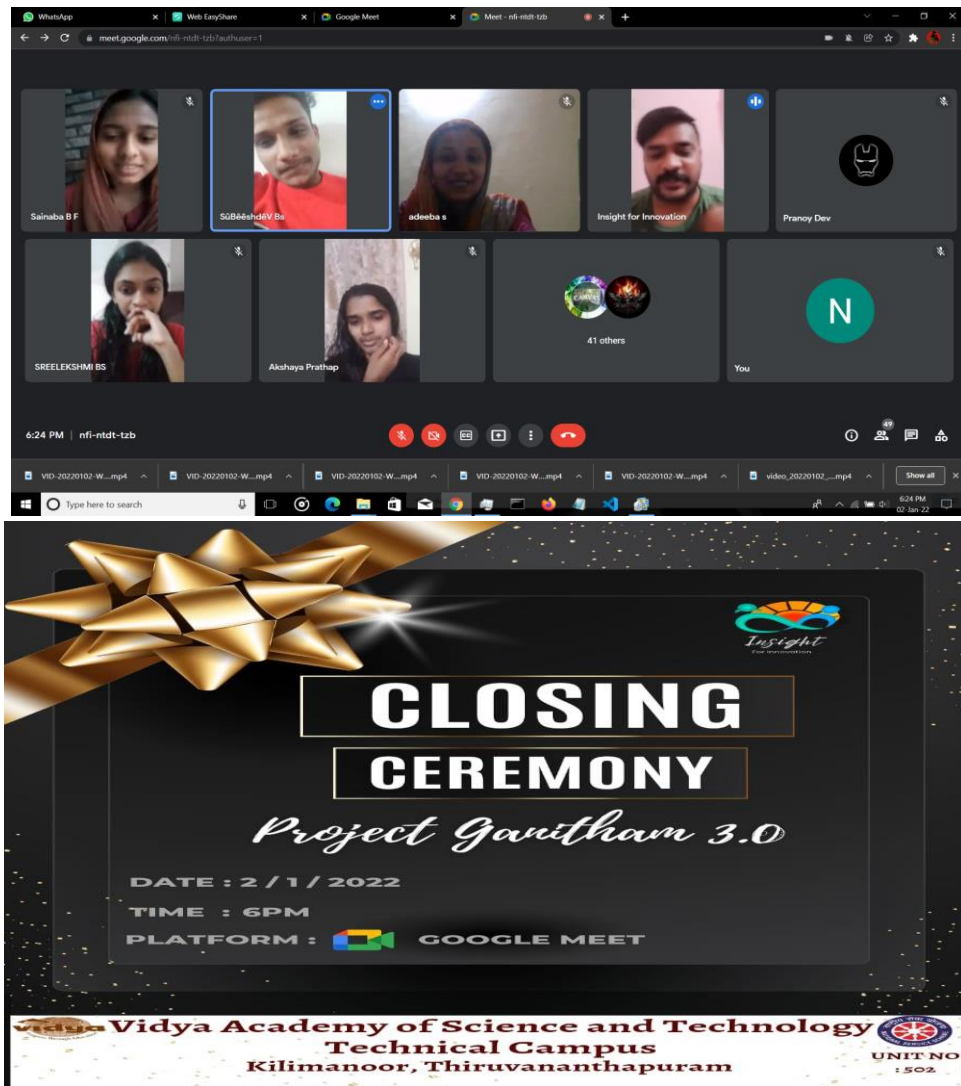 WhatsApp
Web EasyShare
Google Meet
Meet - nfi-ntdt-tzb
meet.google.com/nfi-ntdt-tzb?authuser=1
Sainaba B F
SûBëěshdëV Bs
adeeba s
Insight for Innovation
Pranoy Dev
SREELEKSHMI BS
Akshaya Prathap
CANVAS
41 others
N
You
6:24 PM | nfi-ntdt-tzb
49
VID-20220102-W....mp4
VID-20220102-W....mp4
VID-20220102-W....mp4
VID-20220102-W....mp4
VID-20220102-W....mp4
video_20220102_....mp4
Show all
Type here to search
6:24 PM
02-Jan-22
Insight
For innovation
CLOSING
CEREMONY
Project Ganitham 3.0
DATE : 2 / 1 / 2022
TIME : 6PM
PLATFORM : GOOGLE MEET
vidya
Vidya Academy of Science and Technology
Technical Campus
Kilimanoor, Thiruvananthapuram
UNIT NO
: 502